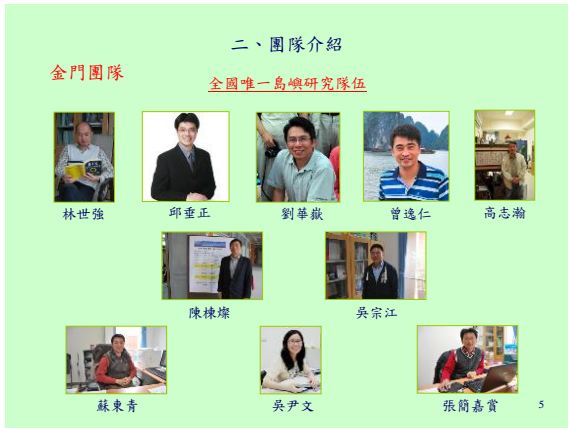 二、團隊介紹
金門團隊
全國唯一島嶼研究隊伍
林世強 邱垂正 劉華嶽 曾逸仁 高志瀚
陳棟燦 吳宗江
蘇東青 吳尹文 張簡嘉賞 5